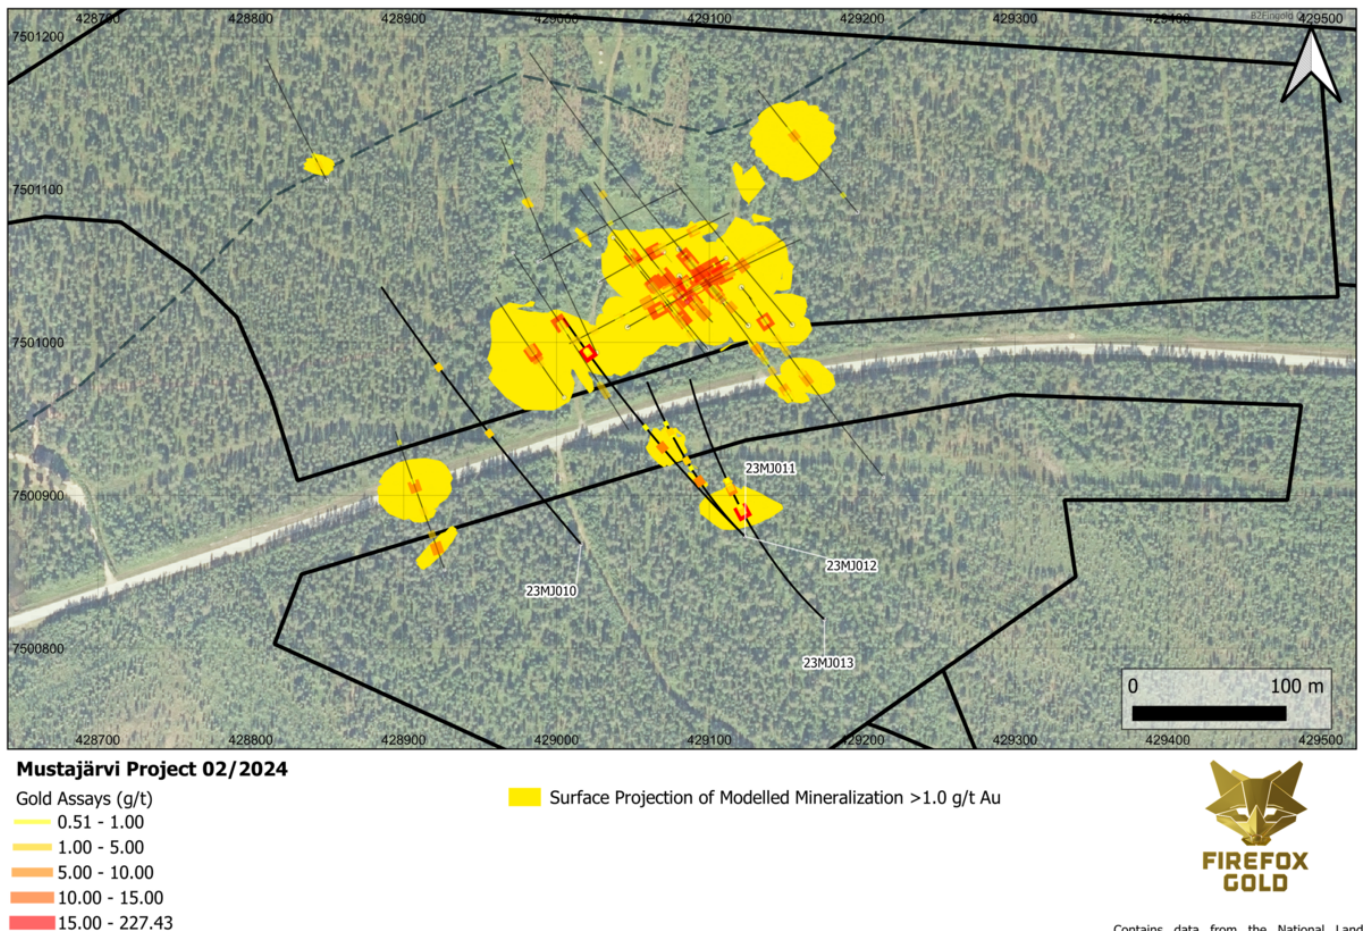 428700 428800 428900 429000 429100 429200 429300 429400 429500
7501200
7501100
7501000
7500900
7500800
23MJ011
23MJ012
23MJ010
23MJ013
0 100 m
428700 428800 428900 429000 429100 429200 429300 429400 429500
Mustajärvi Project 02/2024
Gold Assays (g/t)
0.51 - 1.00
1.00 - 5.00
5.00 - 10.00
10.00 - 15.00
15.00 - 227.43
Surface Projection of Modelled Mineralization >1.0 g/t Au
FIREFOX
GOLD
Contains data from the National Land